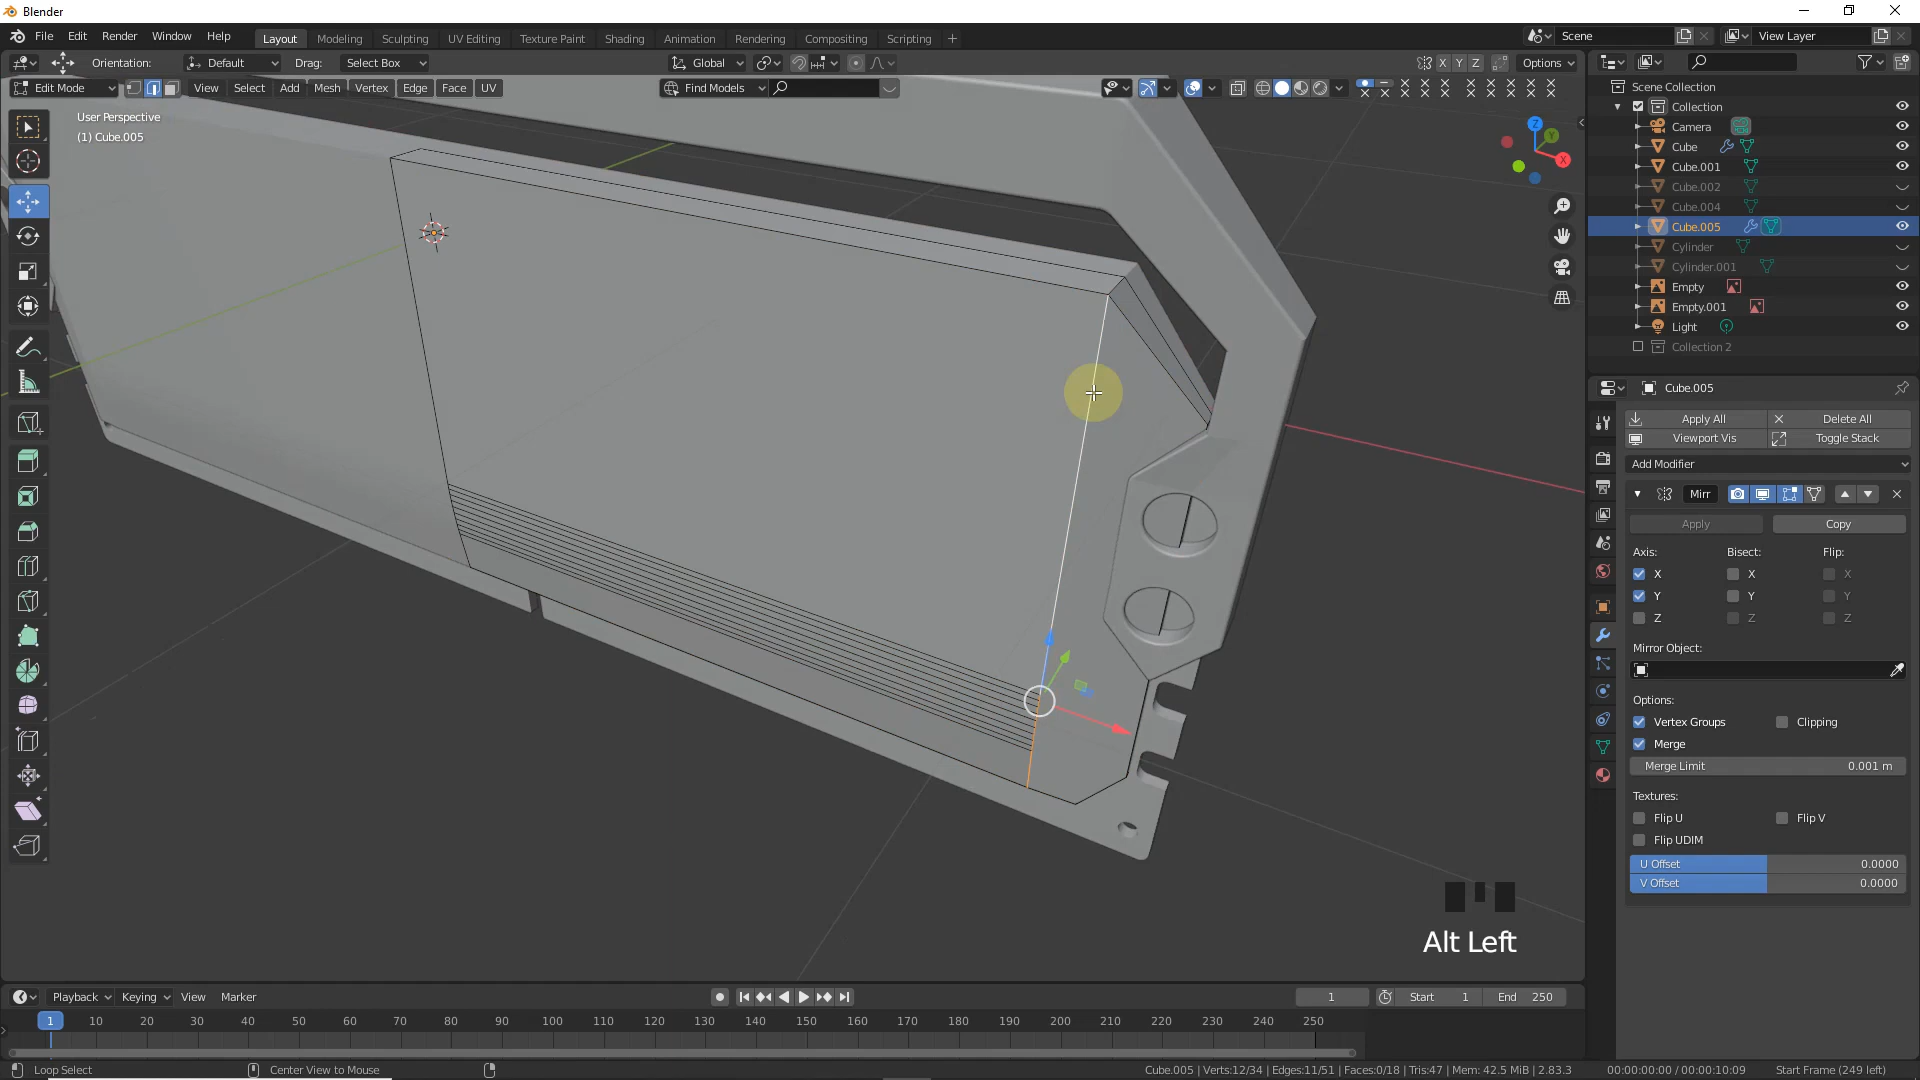 Blender
File Edit Render Window Help
Layout Modeling Sculpting UV Editing Texture Paint Shading Animation Rendering Compositing Scripting +
Scene
View Layer
Orientation: Default Drag: Select Box
Global
X Y Z Options
Edit Mode View Select Add Mesh Vertex Edge Face UV
Find Models
User Perspective
(1) Cube.005
Z
Y
X
Scene Collection
Collection
Camera
Cube
Cube.001
Cube.002
Cube.004
Cube.005
Cylinder
Cylinder.001
Empty
Empty.001
Light
Collection 2
Cube.005
Apply All Delete All
Viewport Vis Toggle Stack
Add Modifier
Mirr
Apply Copy
Axis: Bisect: Flip:
X X X
Y Y Y
Z Z Z
Mirror Object:
Options:
Vertex Groups Clipping
Merge
Merge Limit 0.001 m
Textures:
Flip U Flip V
Flip UDIM
U Offset 0.0000
V Offset 0.0000
Alt Left
Playback Keying View Marker
1 Start 1 End 250
1 10 20 30 40 50 60 70 80 90 100 110 120 130 140 150 160 170 180 190 200 210 220 230 240 250
Loop Select Center View to Mouse
Cube.005 | Verts:12/34 | Edges:11/51 | Faces:0/18 | Tris:47 | Mem: 42.5 MiB | 2.83.3 00:00:00:00 / 00:00:10:09 Start Frame (249 left)